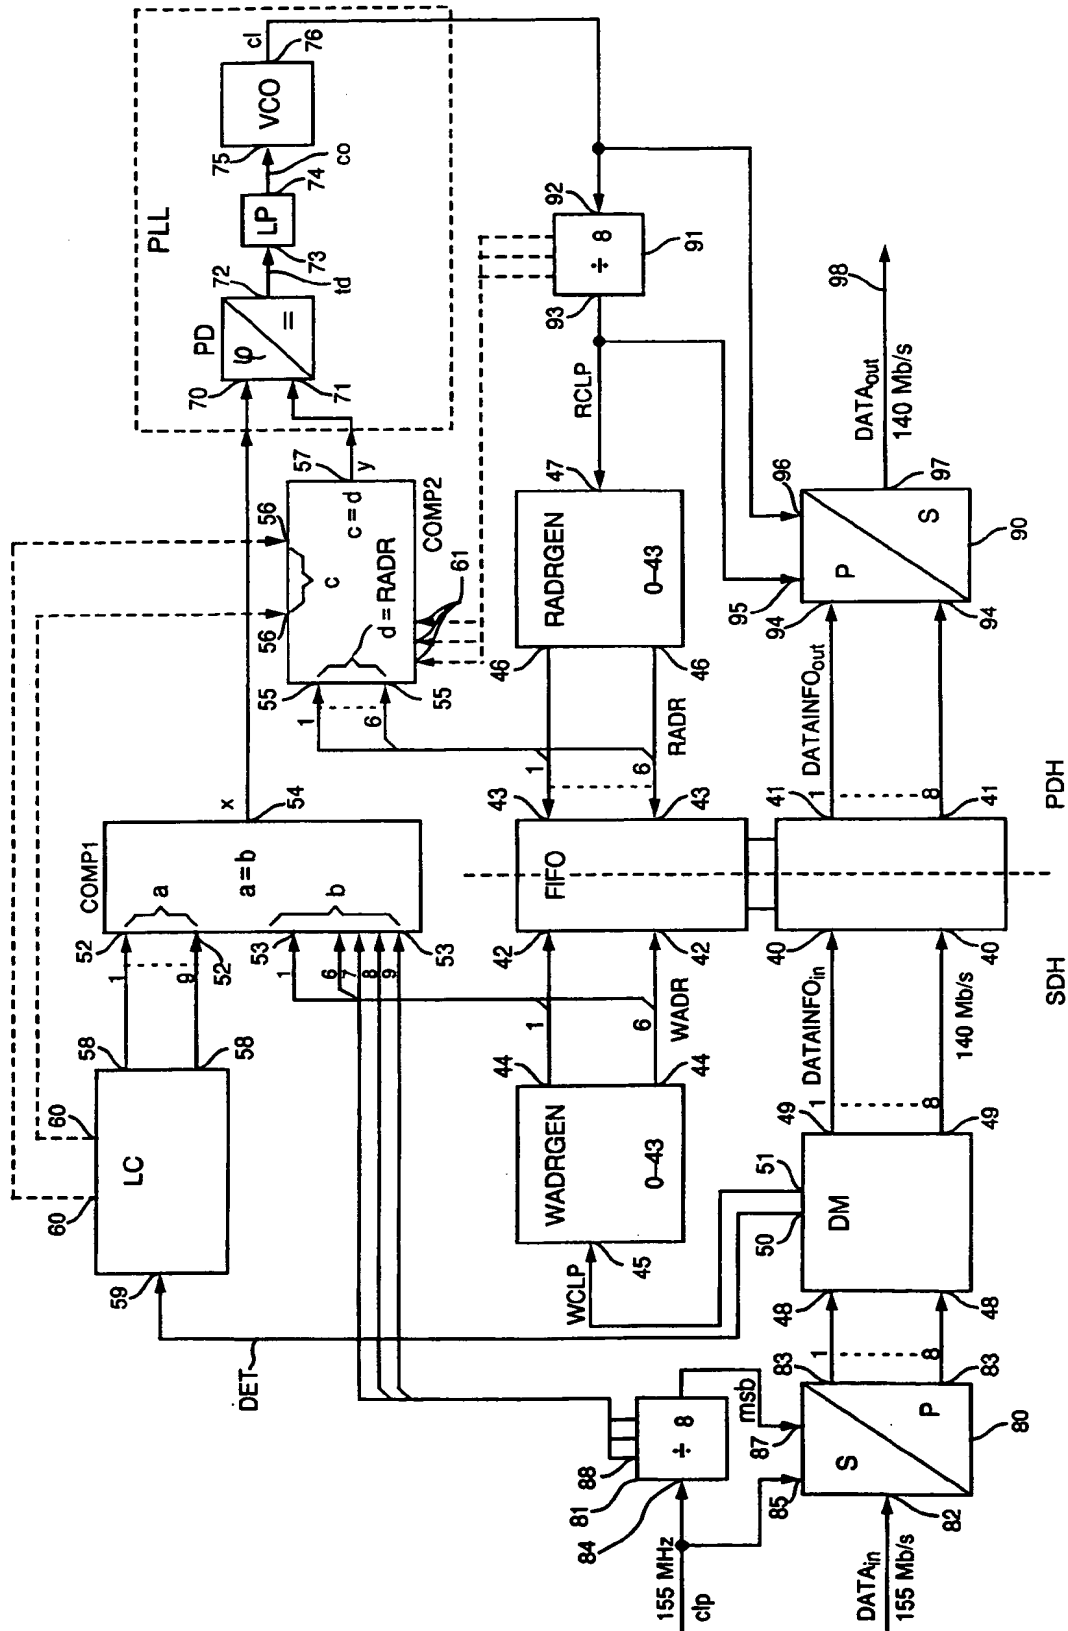 PLL
PD
φ
=
70
71
72
td
73
LP
74
co
75
VCO
76
cl
COMP1
52
a
1
9
52
a = b
53
b
1
6
7
8
9
53
54
x
56
56
c
c = d
d = RADR
55
1
6
55
57
y
COMP2
61
60
60
LC
58
58
59
DET
42
FIFO
42
43
43
1
6
RADR
46
RADRGEN
0–43
46
47
RCLP
93
÷ 8
92
91
44
WADRGEN
0–43
44
1
6
WADR
45
WCLP
88
81
÷ 8
84
msb
155 MHz
clp
85
87
S
P
80
82
DATAin
155 Mb/s
83
83
1
8
48
48
DM
50
51
49
49
1
8
DATAINFOin
140 Mb/s
40
40
41
41
SDH
PDH
1
8
DATAINFOout
94
94
95
96
P
S
90
97
DATAout
140 Mb/s
98